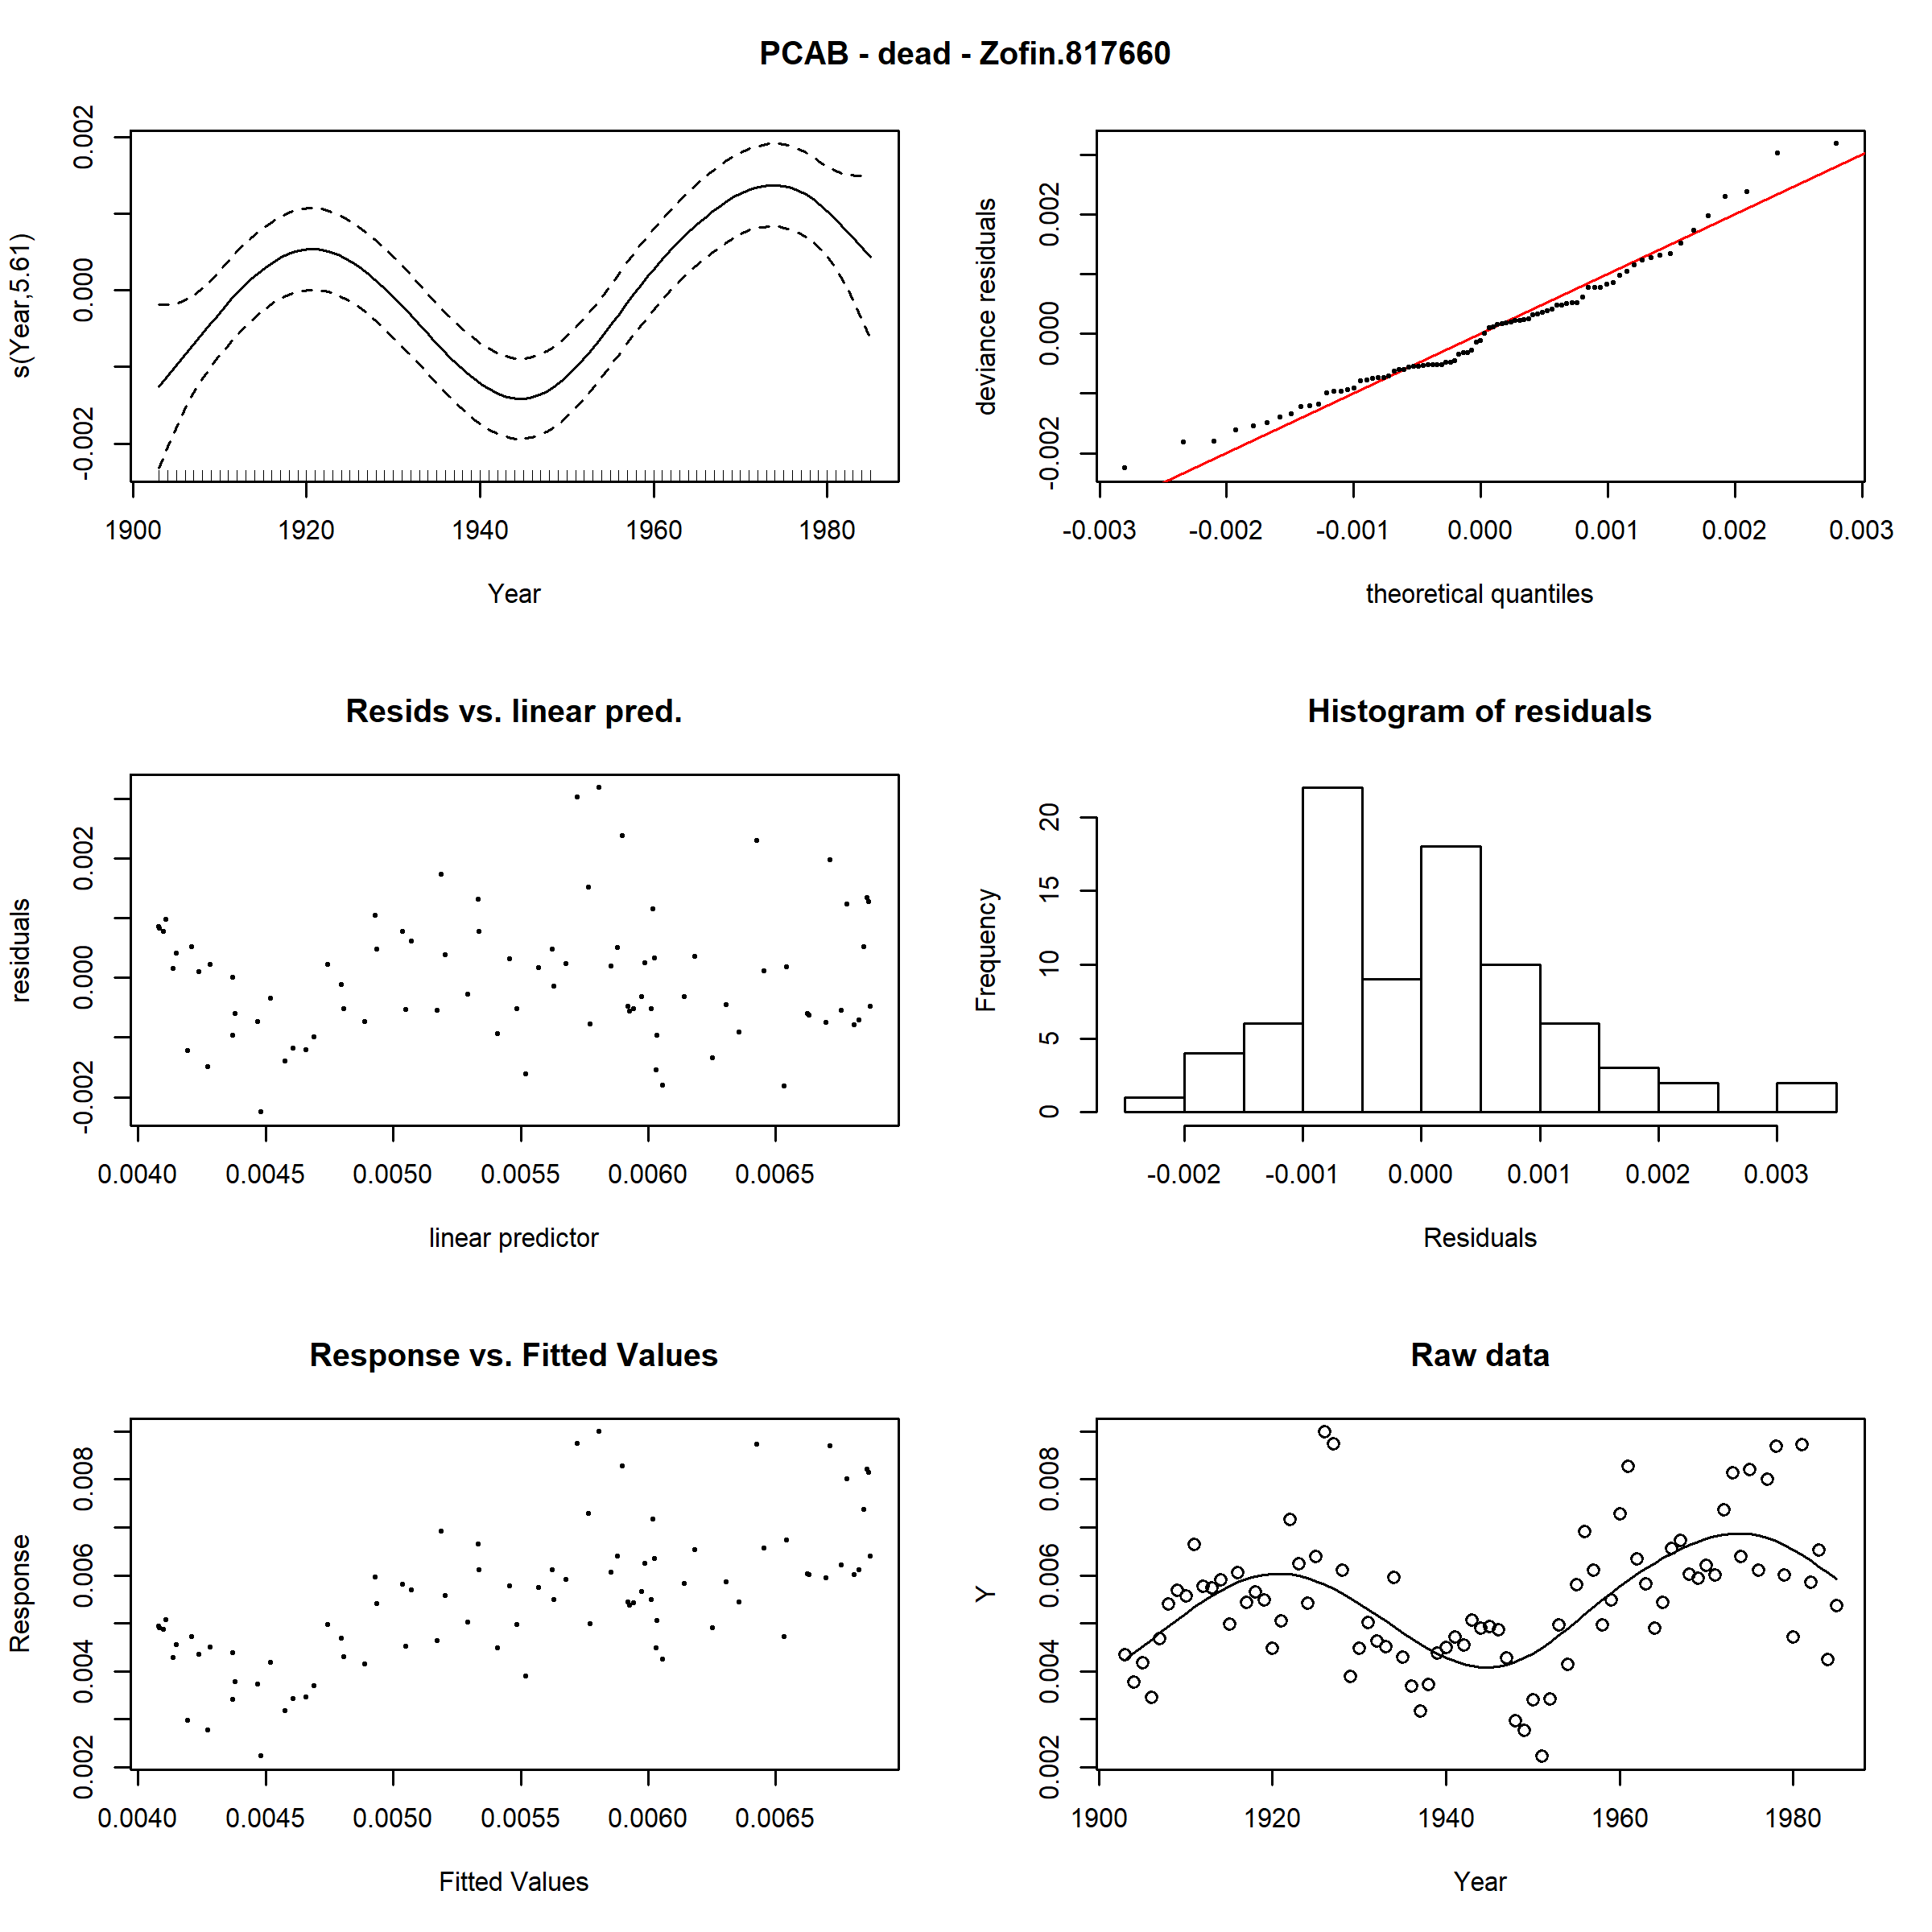 PCAB - dead - Zofin.817660
s(Year,5.61)
-0.002 0.000 0.002
1900 1920 1940 1960 1980
Year
deviance residuals
-0.002 0.000 0.002
-0.003 -0.002 -0.001 0.000 0.001 0.002 0.003
theoretical quantiles
Resids vs. linear pred.
residuals
-0.002 0.000 0.002
0.0040 0.0045 0.0050 0.0055 0.0060 0.0065
linear predictor
Histogram of residuals
Frequency
0 5 10 15 20
-0.002 -0.001 0.000 0.001 0.002 0.003
Residuals
Response vs. Fitted Values
Response
0.002 0.004 0.006 0.008
0.0040 0.0045 0.0050 0.0055 0.0060 0.0065
Fitted Values
Raw data
Y
0.002 0.004 0.006 0.008
1900 1920 1940 1960 1980
Year